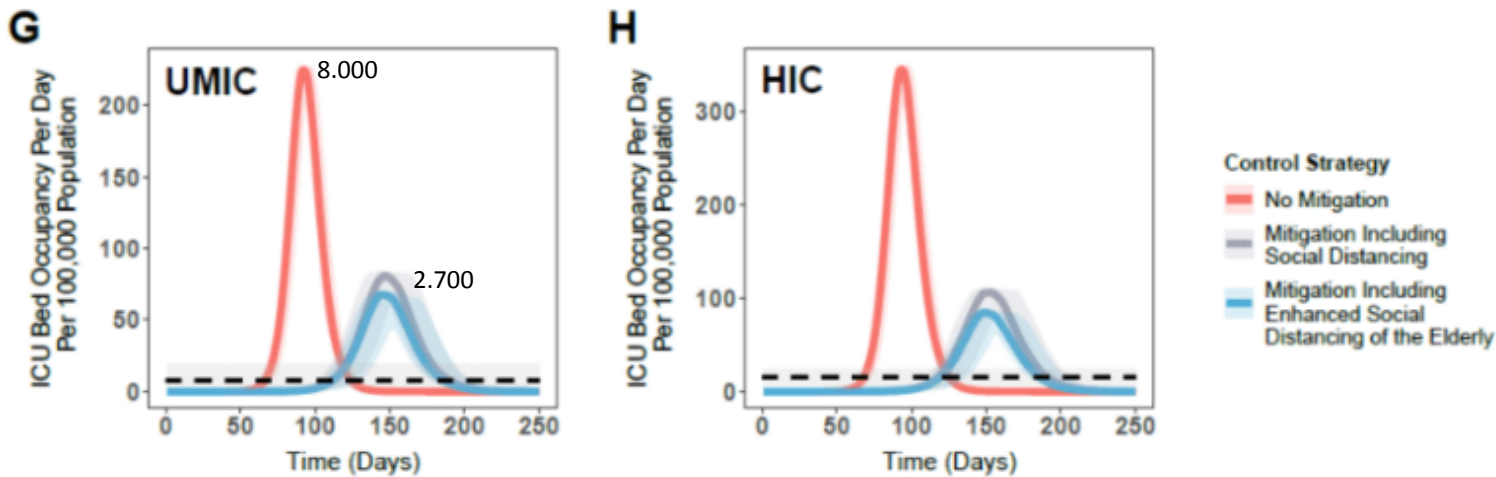 G
UMIC
8.000
2.700
ICU Bed Occupancy Per Day
Per 100,000 Population
200
150
100
50
0
0 50 100 150 200 250
Time (Days)
H
HIC
ICU Bed Occupancy Per Day
Per 100,000 Population
300
200
100
0
0 50 100 150 200 250
Time (Days)
Control Strategy
No Mitigation
Mitigation Including
Social Distancing
Mitigation Including
Enhanced Social
Distancing of the Elderly